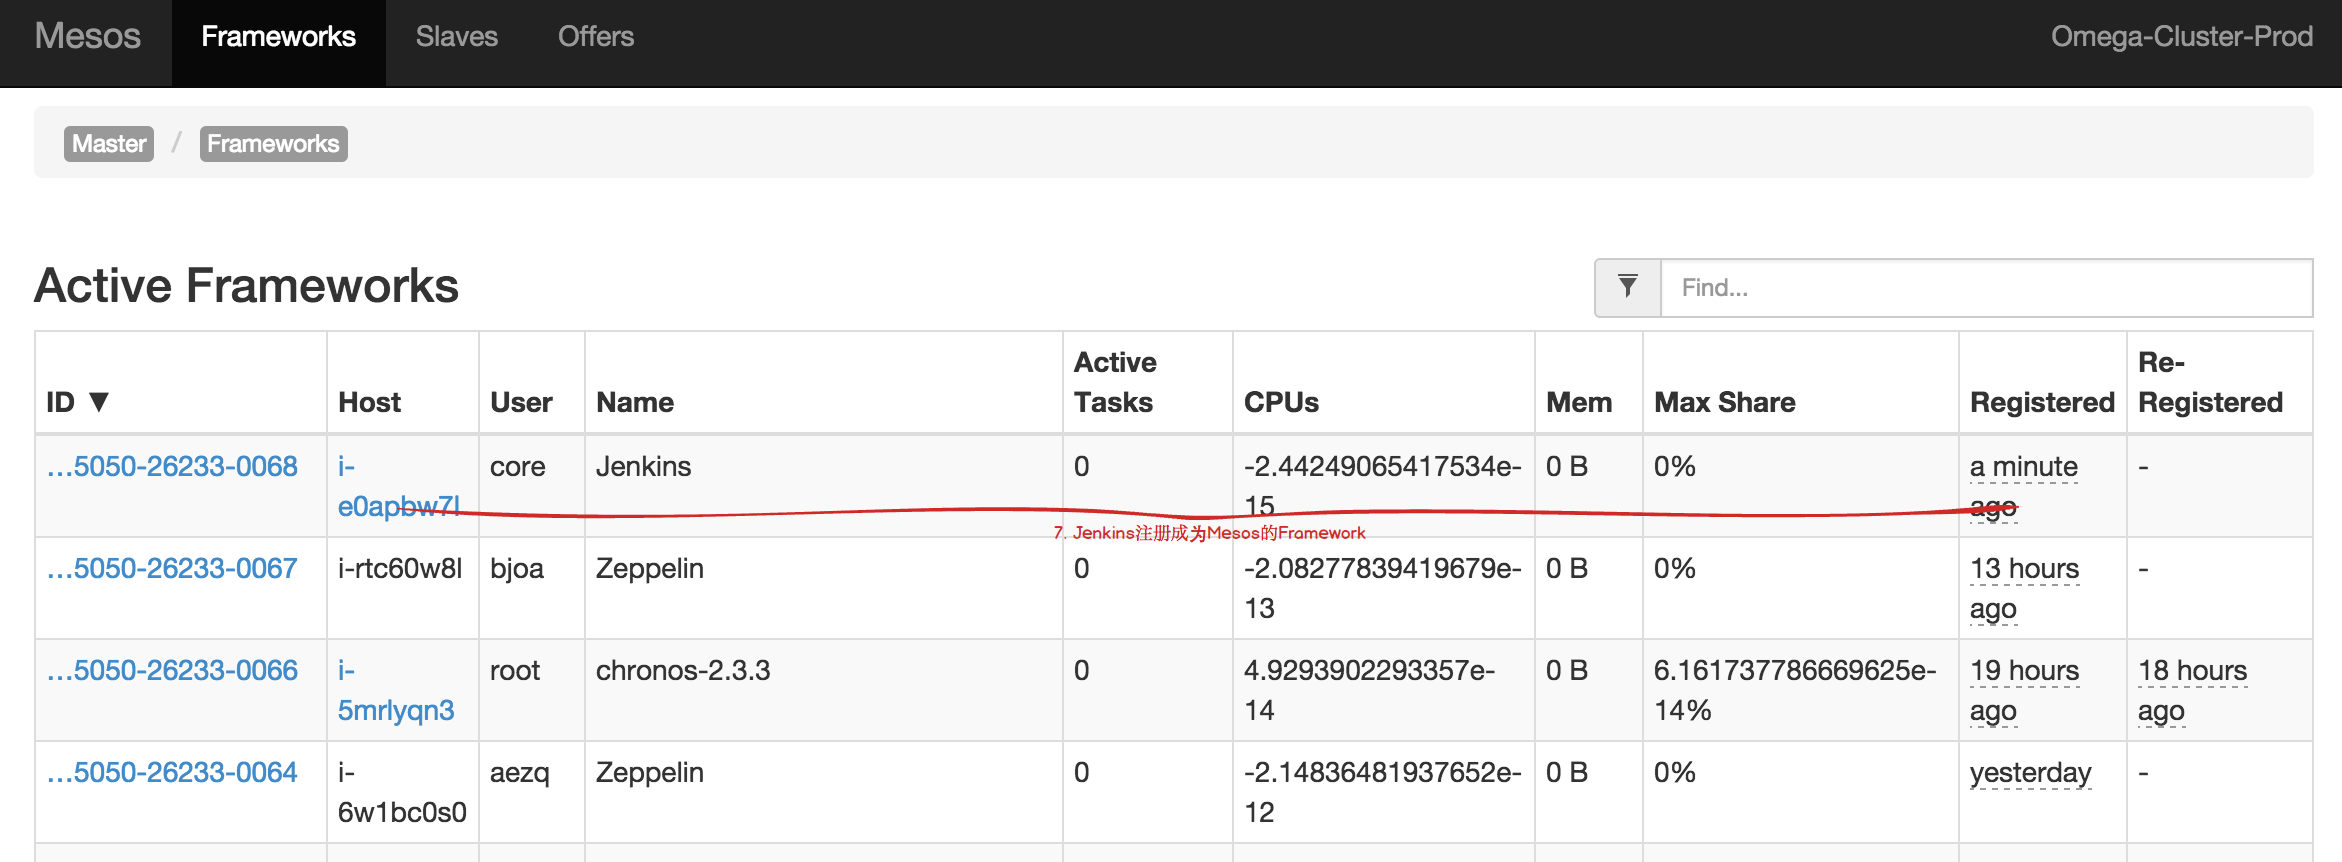 Mesos Frameworks Slaves Offers Omega-Cluster-Prod
Master / Frameworks
Active Frameworks
Find...
ID ▼ Host User Name Active Tasks CPUs Mem Max Share Registered Re-Registered
…5050-26233-0068 i-e0apbw7l core Jenkins 0 -2.44249065417534e-15 0 B 0% a minute ago -
7. Jenkins注册成为Mesos的Framework
…5050-26233-0067 i-rtc60w8l bjoa Zeppelin 0 -2.08277839419679e-13 0 B 0% 13 hours ago -
…5050-26233-0066 i-5mrlyqn3 root chronos-2.3.3 0 4.9293902293357e-14 0 B 6.161737786669625e-14% 19 hours ago 18 hours ago
…5050-26233-0064 i-6w1bc0s0 aezq Zeppelin 0 -2.14836481937652e-12 0 B 0% yesterday -